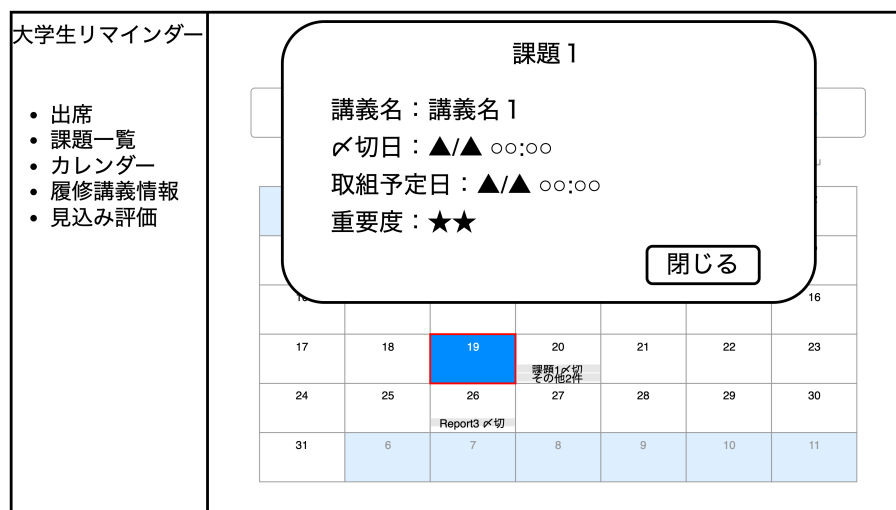 大学生リマインダー
• 出席
• 課題一覧
• カレンダー
• 履修講義情報
• 見込み評価
課題1
講義名：講義名1
〆切日：▲/▲ ○○:○○
取組予定日：▲/▲ ○○:○○
重要度：★★
閉じる
16
17 18 19 20 21 22 23
課題1〆切
その他2件
24 25 26 27 28 29 30
Report3 〆切
31 6 7 8 9 10 11